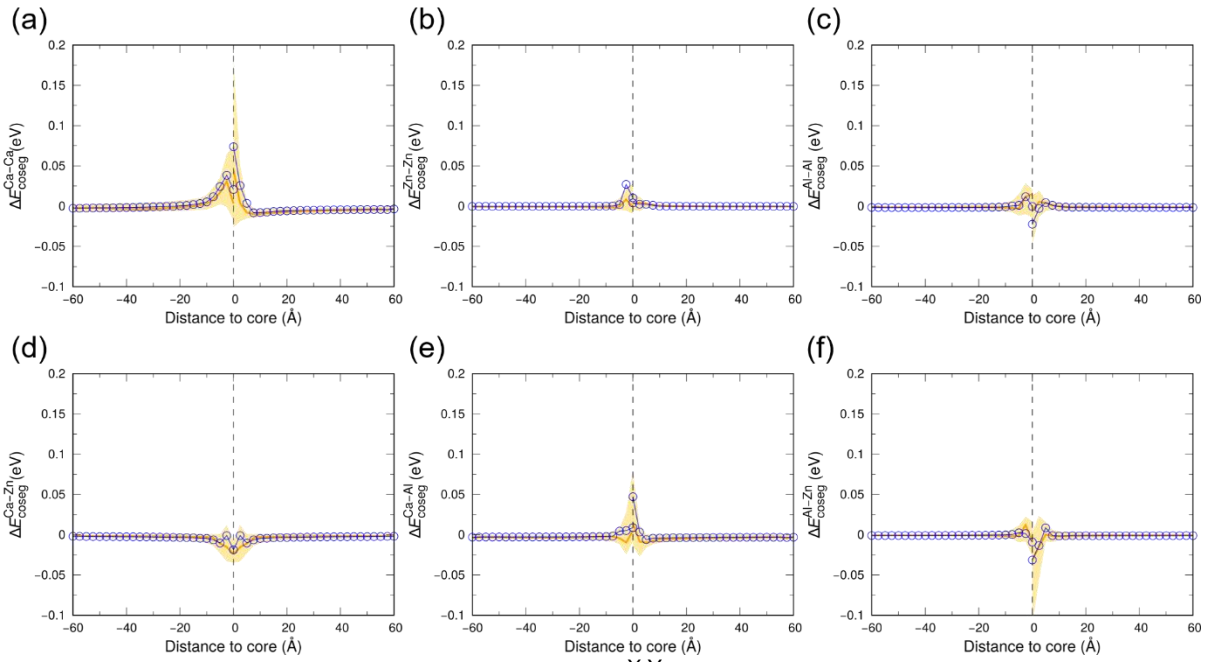 (a)
(b)
(c)
ΔE^{Ca−Ca}_{coseg} (eV)
0.2
0.15
0.1
0.05
0
−0.05
−0.1
−60 −40 −20 0 20 40 60
Distance to core (Å)
ΔE^{Zn−Zn}_{coseg} (eV)
0.2
0.15
0.1
0.05
0
−0.05
−0.1
−60 −40 −20 0 20 40 60
Distance to core (Å)
ΔE^{Al−Al}_{coseg} (eV)
0.2
0.15
0.1
0.05
0
−0.05
−0.1
−60 −40 −20 0 20 40 60
Distance to core (Å)
(d)
(e)
(f)
ΔE^{Ca−Zn}_{coseg} (eV)
0.2
0.15
0.1
0.05
0
−0.05
−0.1
−60 −40 −20 0 20 40 60
Distance to core (Å)
ΔE^{Ca−Al}_{coseg} (eV)
0.2
0.15
0.1
0.05
0
−0.05
−0.1
−60 −40 −20 0 20 40 60
Distance to core (Å)
ΔE^{Al−Zn}_{coseg} (eV)
0.2
0.15
0.1
0.05
0
−0.05
−0.1
−60 −40 −20 0 20 40 60
Distance to core (Å)